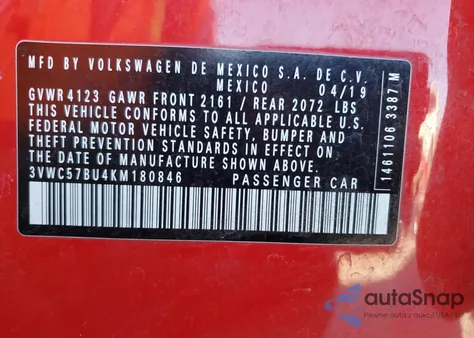 MFD BY VOLKSWAGEN DE MEXICO S.A. DE C.V.
MEXICO 04/19
GVWR 4123 GAWR FRONT 2161 / REAR 2072 LBS
THIS VEHICLE CONFORMS TO ALL APPLICABLE U.S.
FEDERAL MOTOR VEHICLE SAFETY, BUMPER AND
THEFT PREVENTION STANDARDS IN EFFECT ON
THE DATE OF MANUFACTURE SHOWN ABOVE.
3VWC57BU4KM180846 PASSENGER CAR
1461106 3387 M
autoSnap